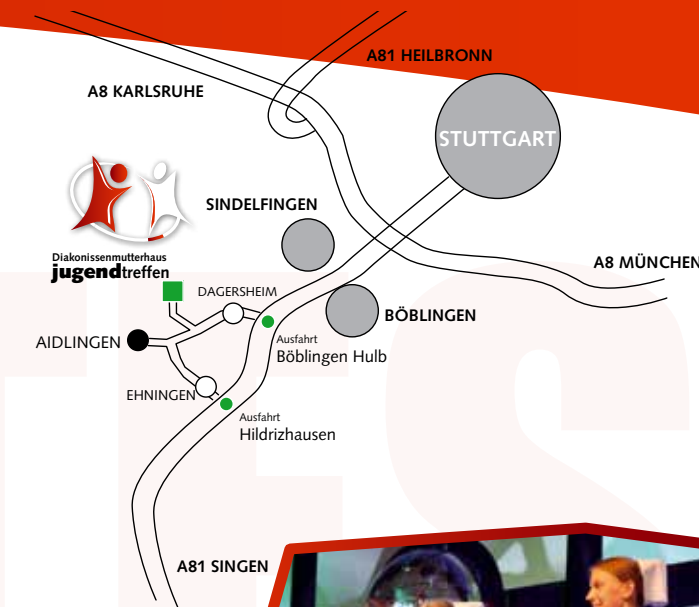 A81 HEILBRONN
A8 KARLSRUHE
STUTTGART
SINDELFINGEN
Diakonissenmutterhaus
jugendtreffen
A8 MÜNCHEN
DAGERSHEIM
BÖBLINGEN
AIDLINGEN
Ausfahrt
Böblingen Hulb
EHNINGEN
Ausfahrt
Hildrizhausen
A81 SINGEN